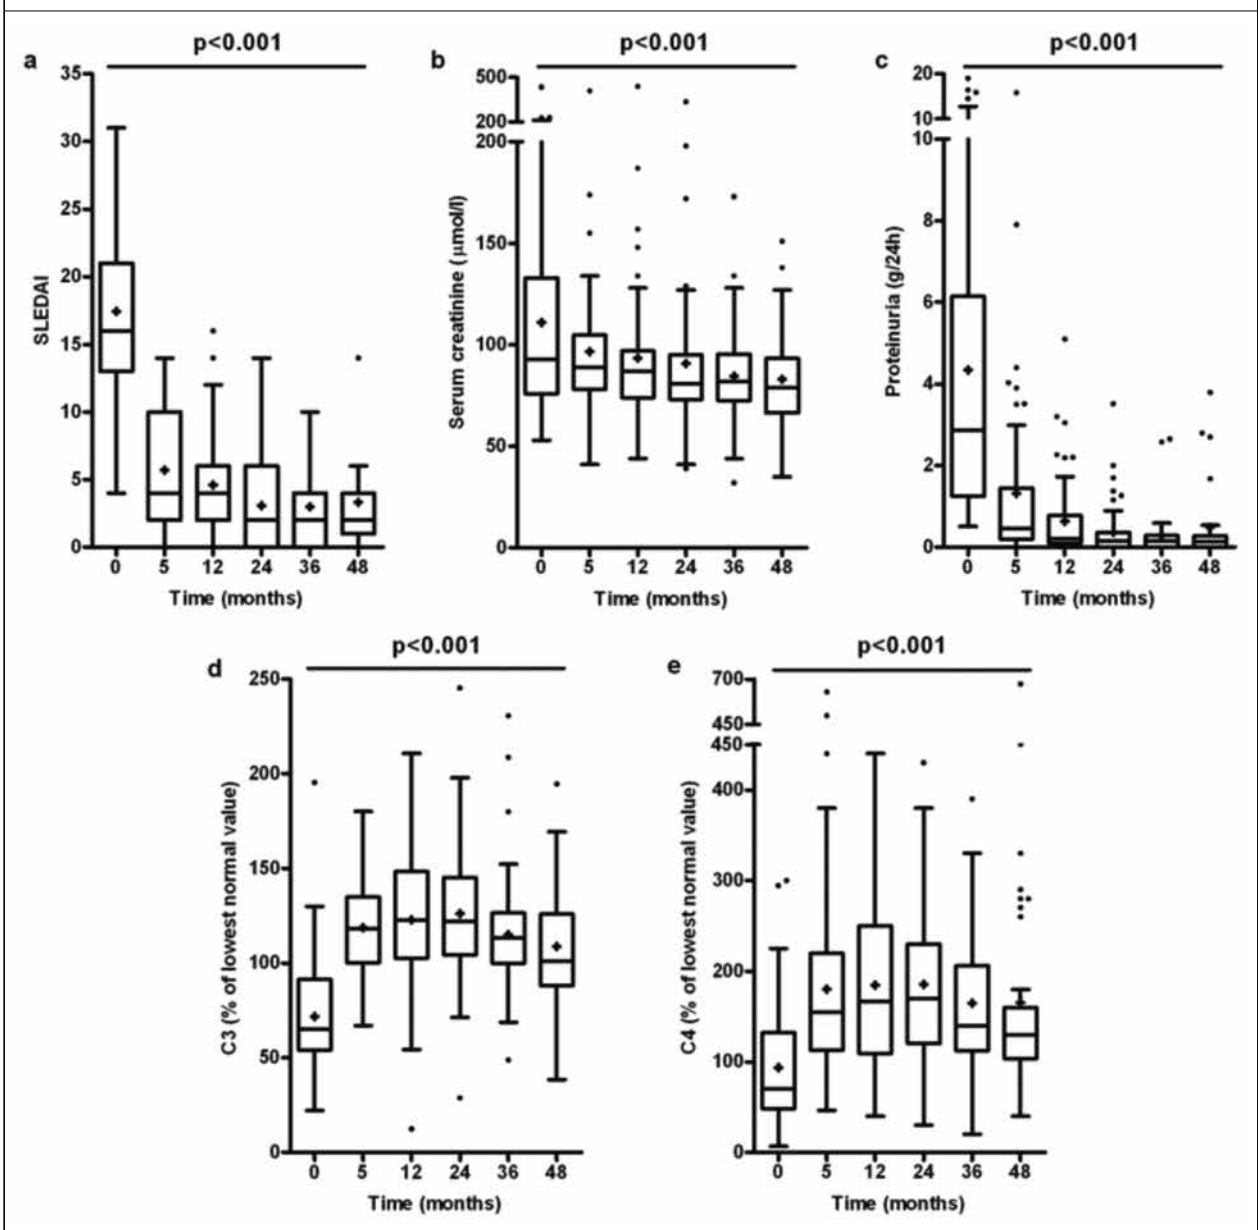 a
p<0.001
35
30
25
20
15
10
5
0
SLEDAI
0 5 12 24 36 48
Time (months)
b
p<0.001
500
200
200
150
100
50
0
Serum creatinine (μmol/l)
0 5 12 24 36 48
Time (months)
c
p<0.001
20
10
10
8
6
4
2
0
Proteinuria (g/24h)
0 5 12 24 36 48
Time (months)
d
p<0.001
250
200
150
100
50
0
C3 (% of lowest normal value)
0 5 12 24 36 48
Time (months)
e
p<0.001
700
450
450
400
300
200
100
0
C4 (% of lowest normal value)
0 5 12 24 36 48
Time (months)